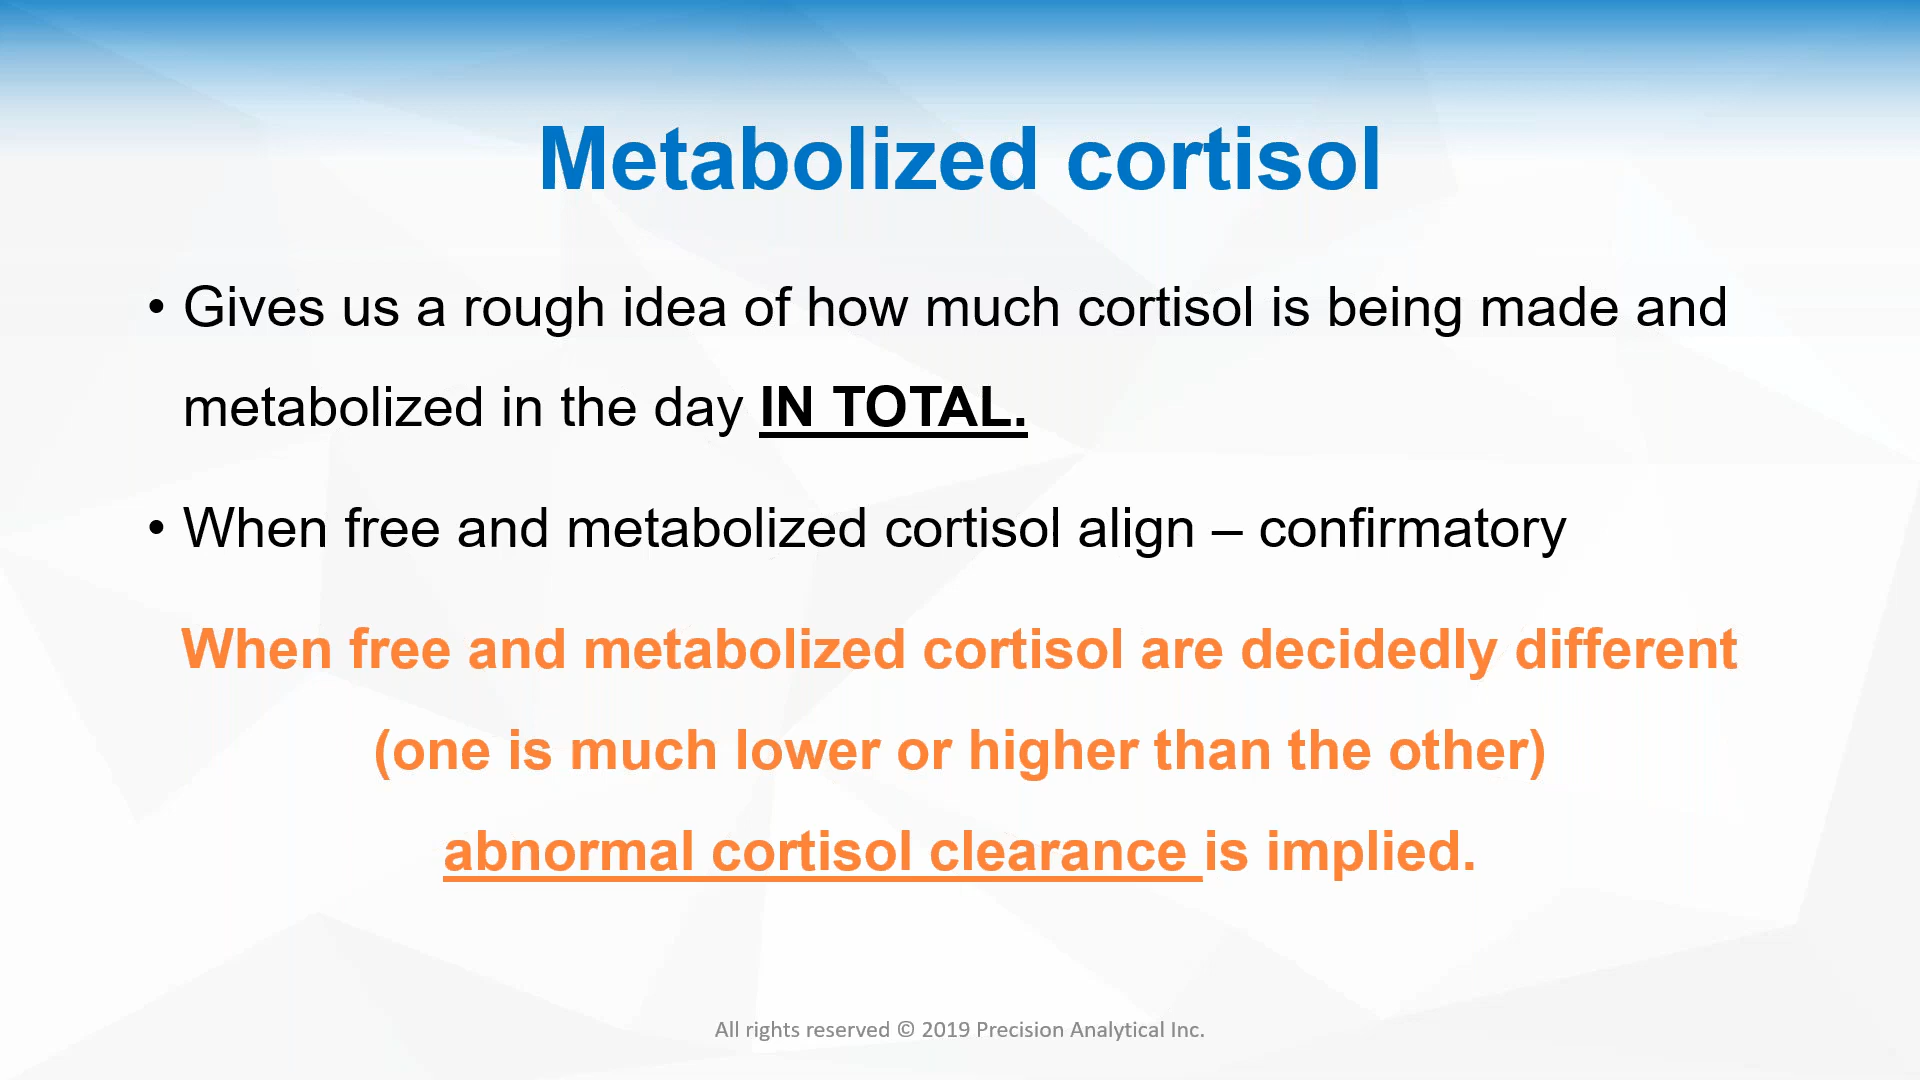 Metabolized cortisol
• Gives us a rough idea of how much cortisol is being made and
metabolized in the day IN TOTAL.
• When free and metabolized cortisol align – confirmatory
When free and metabolized cortisol are decidedly different
(one is much lower or higher than the other)
abnormal cortisol clearance is implied.
All rights reserved © 2019 Precision Analytical Inc.